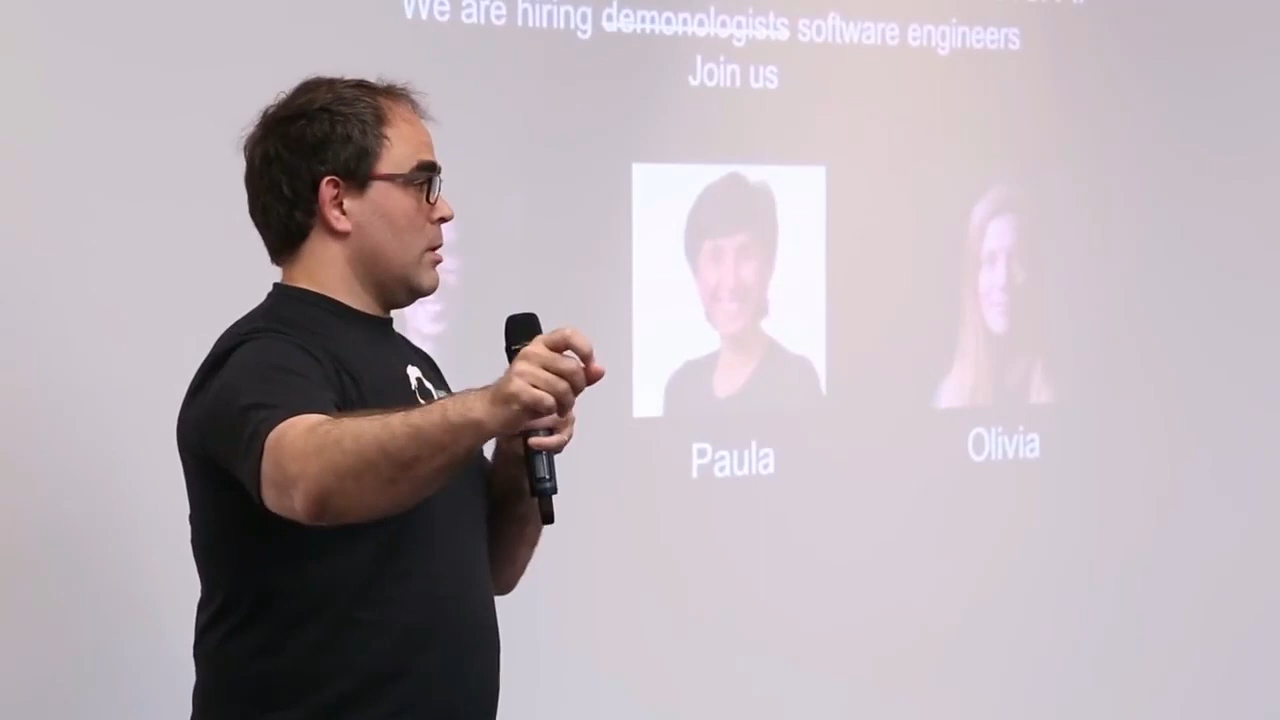 We are hiring ~~demonologists~~ software engineers
Join us
Paula
Olivia